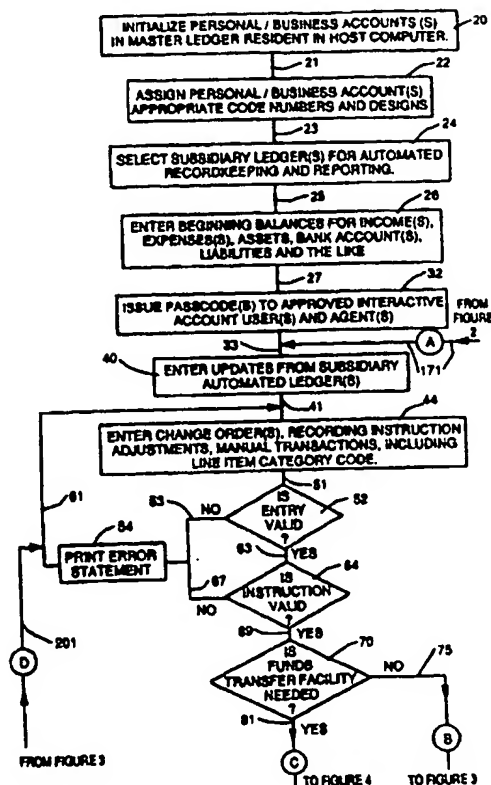 INITIALIZE PERSONAL / BUSINESS ACCOUNTS (S)
IN MASTER LEDGER RESIDENT IN HOST COMPUTER.
20
21
22
ASSIGN PERSONAL / BUSINESS ACCOUNT(S)
APPROPRIATE CODE NUMBERS AND DESIGNS
23
24
SELECT SUBSIDIARY LEDGER(S) FOR AUTOMATED
RECORDKEEPING AND REPORTING.
25
26
ENTER BEGINNING BALANCES FOR INCOME(S),
EXPENSES(S), ASSETS, BANK ACCOUNT(S),
LIABILITIES AND THE LIKE
27
32
ISSUE PASSCODE(S) TO APPROVED INTERACTIVE
ACCOUNT USER(S) AND AGENT(S)
FROM
FIGURE 2
33
A
171
40
ENTER UPDATES FROM SUBSIDIARY
AUTOMATED LEDGER(S)
41
44
ENTER CHANGE ORDER(S), RECORDING INSTRUCTION
ADJUSTMENTS, MANUAL TRANSACTIONS, INCLUDING
LINE ITEM CATEGORY CODE.
51
61
53
NO
IS
ENTRY
VALID
?
52
54
PRINT ERROR
STATEMENT
63
YES
64
67
NO
IS
INSTRUCTION
VALID
?
201
69
YES
70
IS
FUNDS
TRANSFER FACILITY
NEEDED
?
NO
75
D
81
YES
B
FROM FIGURE 3
C
TO FIGURE 4
TO FIGURE 3